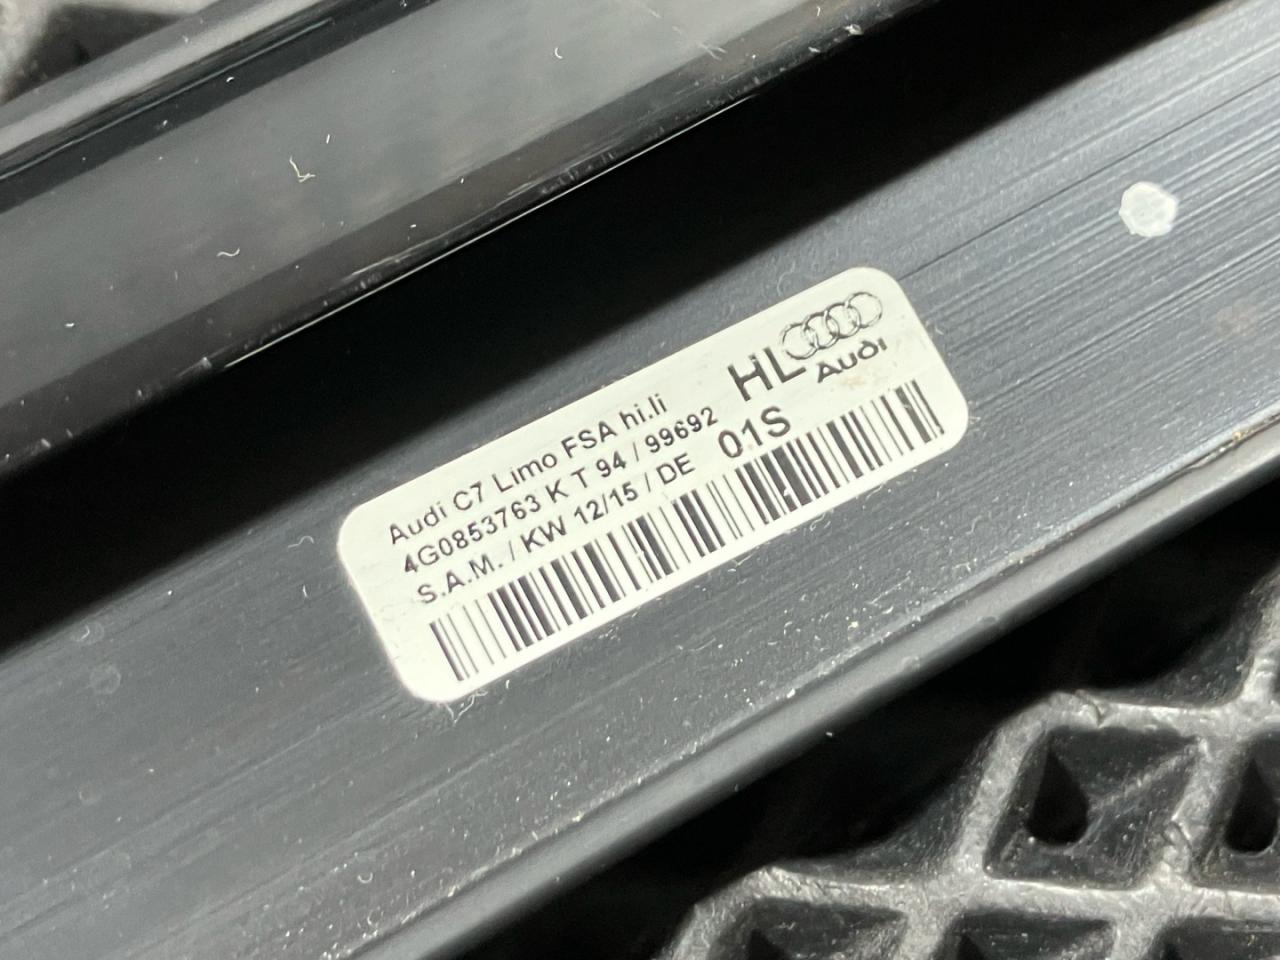 Audi C7 Limo FSA hi.li
4G0853763 K T 94 / 99692
S.A.M. / KW 12/15 / DE
HL
01S
Audi